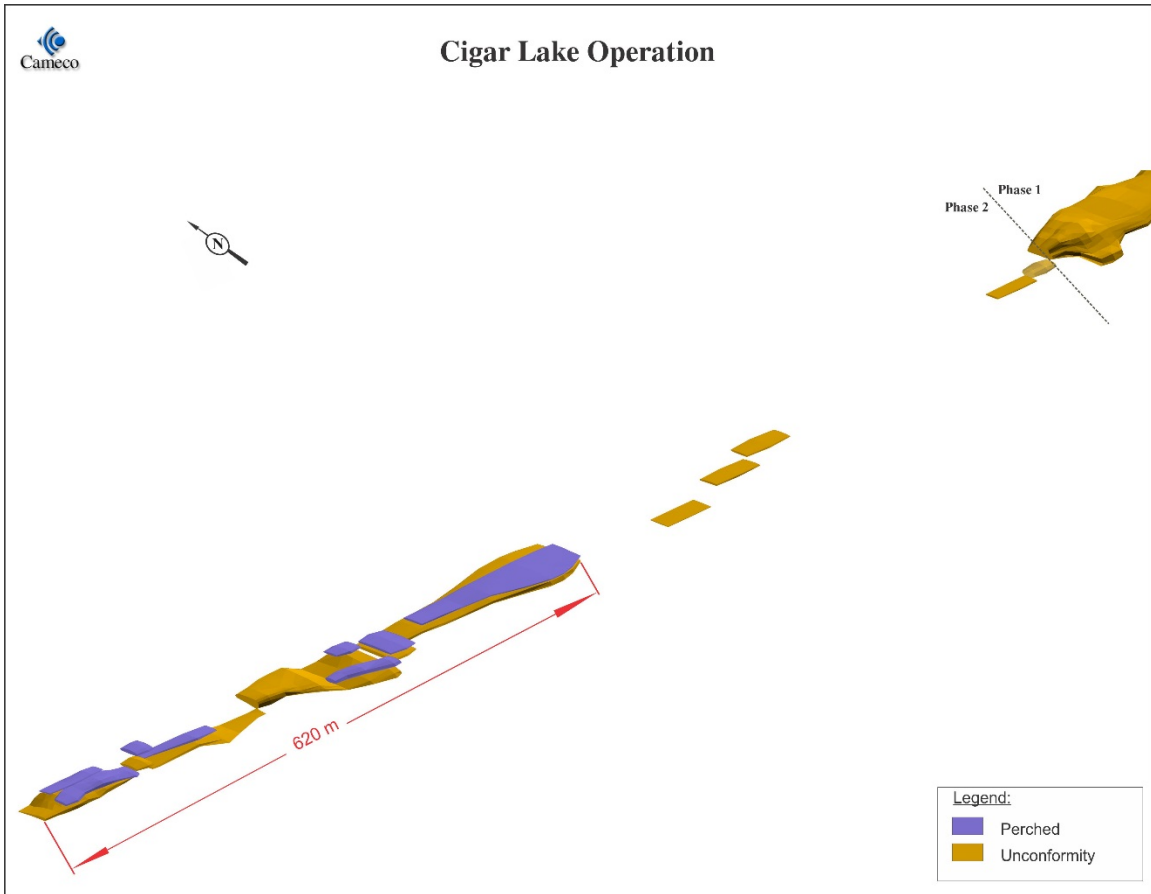 Cameco
Cigar Lake Operation
Phase 1
Phase 2
N
620 m
Legend:
Perched
Unconformity